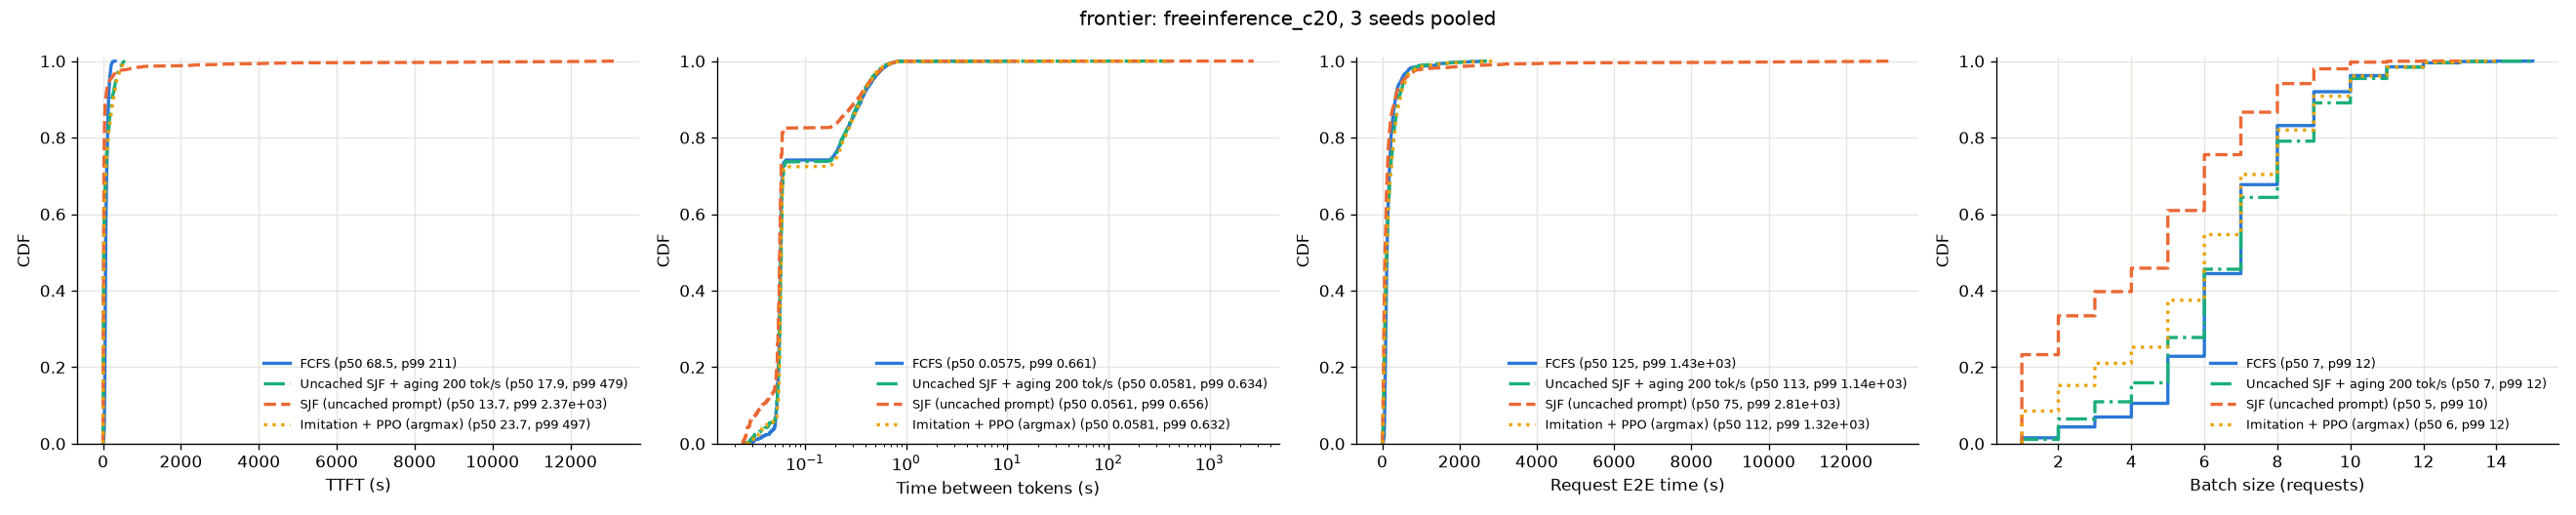 frontier: freeinference_c20, 3 seeds pooled
CDF
1.0
0.8
0.6
0.4
0.2
0.0
FCFS (p50 68.5, p99 211)
Uncached SJF + aging 200 tok/s (p50 17.9, p99 479)
SJF (uncached prompt) (p50 13.7, p99 2.37e+03)
Imitation + PPO (argmax) (p50 23.7, p99 497)
0 2000 4000 6000 8000 10000 12000
TTFT (s)
CDF
1.0
0.8
0.6
0.4
0.2
0.0
FCFS (p50 0.0575, p99 0.661)
Uncached SJF + aging 200 tok/s (p50 0.0581, p99 0.634)
SJF (uncached prompt) (p50 0.0561, p99 0.656)
Imitation + PPO (argmax) (p50 0.0581, p99 0.632)
10⁻¹ 10⁰ 10¹ 10² 10³
Time between tokens (s)
CDF
1.0
0.8
0.6
0.4
0.2
0.0
FCFS (p50 125, p99 1.43e+03)
Uncached SJF + aging 200 tok/s (p50 113, p99 1.14e+03)
SJF (uncached prompt) (p50 75, p99 2.81e+03)
Imitation + PPO (argmax) (p50 112, p99 1.32e+03)
0 2000 4000 6000 8000 10000 12000
Request E2E time (s)
CDF
1.0
0.8
0.6
0.4
0.2
0.0
FCFS (p50 7, p99 12)
Uncached SJF + aging 200 tok/s (p50 7, p99 12)
SJF (uncached prompt) (p50 5, p99 10)
Imitation + PPO (argmax) (p50 6, p99 12)
2 4 6 8 10 12 14
Batch size (requests)